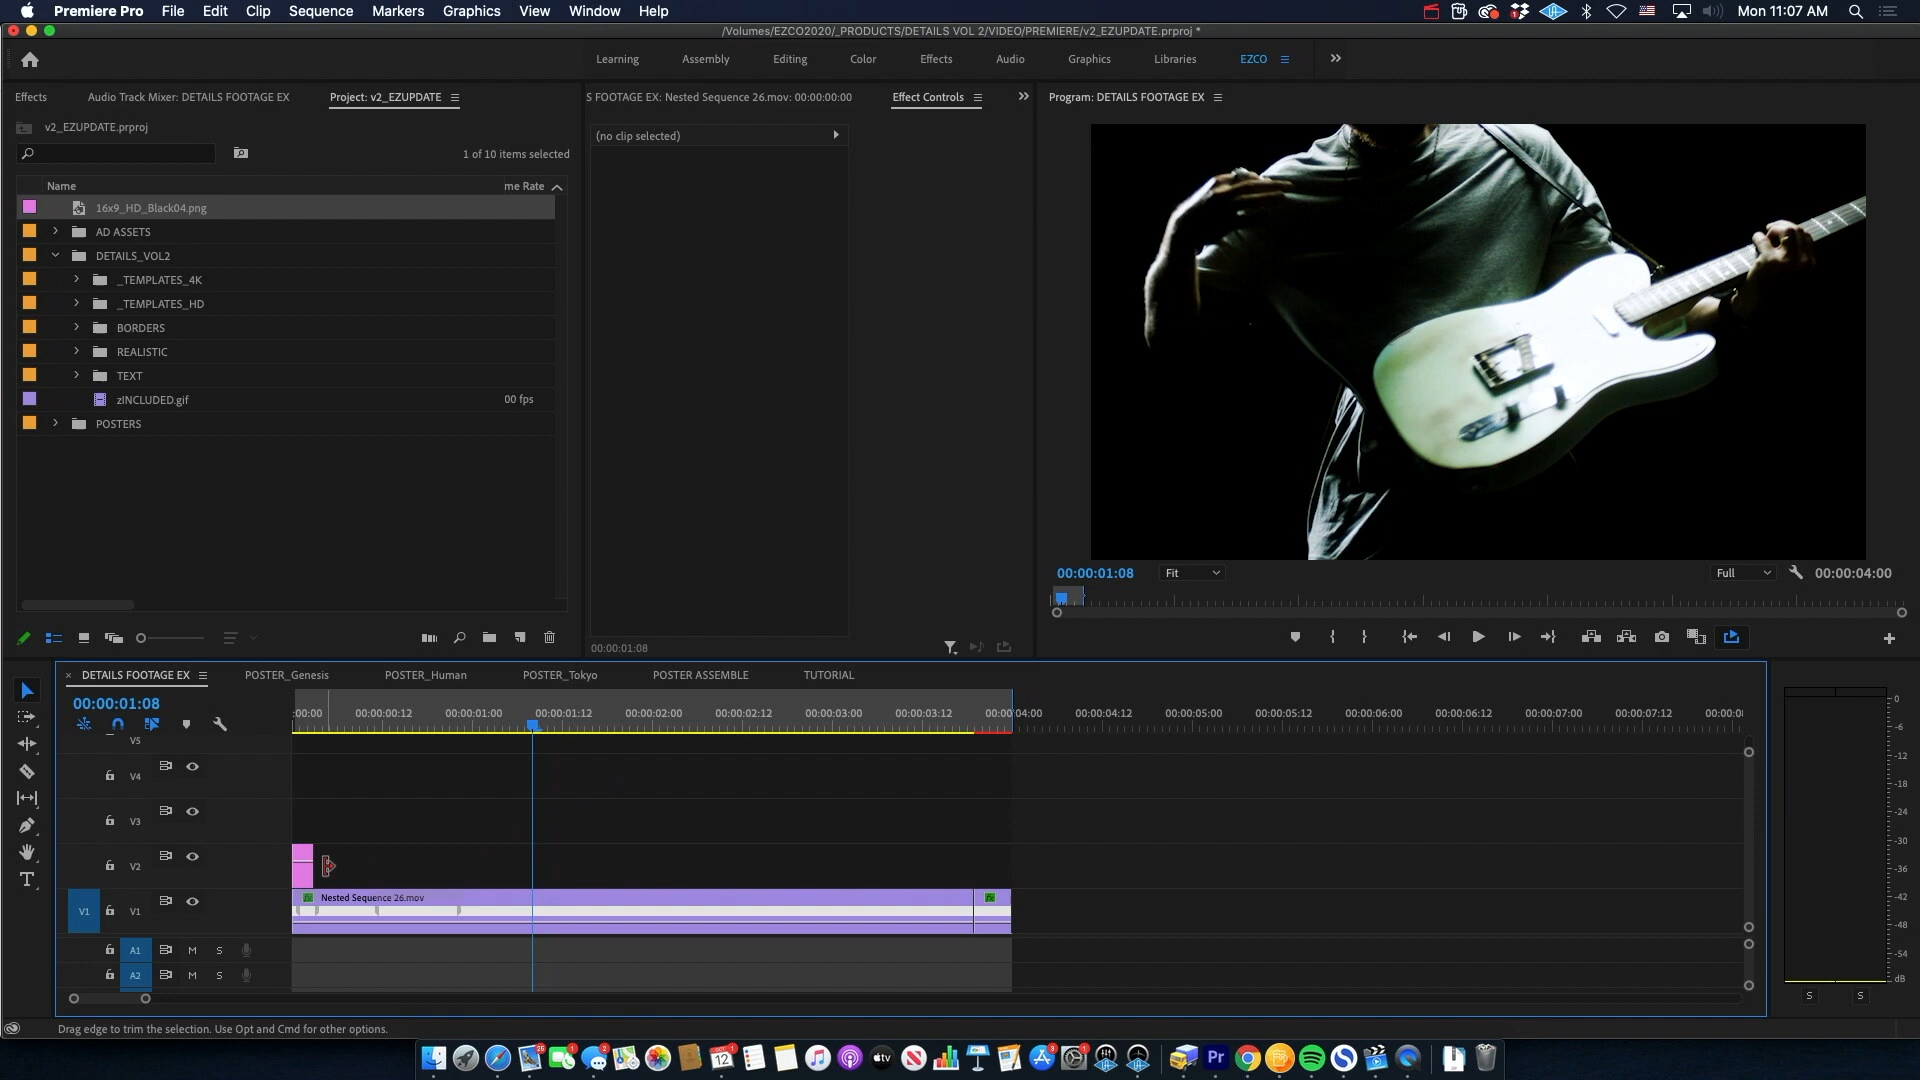 Premiere Pro File Edit Clip Sequence Markers Graphics View Window Help Mon 11:07 AM
/Volumes/EZCO2020/_PRODUCTS/DETAILS VOL 2/VIDEO/PREMIERE/v2_EZUPDATE.prproj *
Learning Assembly Editing Color Effects Audio Graphics Libraries EZCO
Effects Audio Track Mixer: DETAILS FOOTAGE EX Project: v2_EZUPDATE
S FOOTAGE EX: Nested Sequence 26.mov: 00:00:00:00 Effect Controls
Program: DETAILS FOOTAGE EX
v2_EZUPDATE.prproj
(no clip selected)
1 of 10 items selected
Name me Rate
16x9_HD_Black04.png
AD ASSETS
DETAILS_VOL2
_TEMPLATES_4K
_TEMPLATES_HD
BORDERS
REALISTIC
TEXT
zINCLUDED.gif 00 fps
POSTERS
00:00:01:08 Fit Full 00:00:04:00
00:00:01:08
DETAILS FOOTAGE EX POSTER_Genesis POSTER_Human POSTER_Tokyo POSTER ASSEMBLE TUTORIAL
00:00:01:08
:00:00 00:00:00:12 00:00:01:00 00:00:01:12 00:00:02:00 00:00:02:12 00:00:03:00 00:00:03:12 00:00:04:00 00:00:04:12 00:00:05:00 00:00:05:12 00:00:06:00 00:00:06:12 00:00:07:00 00:00:07:12 00:00:0
V5
V4
V3
V2
V1 V1 fx Nested Sequence 26.mov fx
A1 M S
A2 M S
0
-6
-12
-18
-24
-30
-36
-42
-48
-54
dB
S S
Drag edge to trim the selection. Use Opt and Cmd for other options.
12
tv
Pr